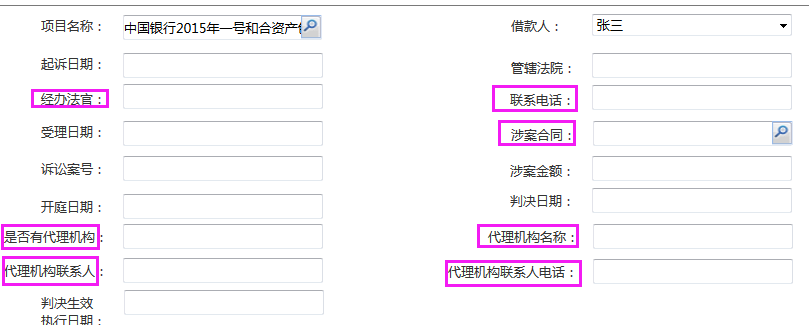 项目名称： 中国银行2015年一号和合资产 借款人： 张三
起诉日期： 管辖法院：
经办法官： 联系电话：
受理日期： 涉案合同：
诉讼案号： 涉案金额：
开庭日期： 判决日期：
是否有代理机构： 代理机构名称：
代理机构联系人： 代理机构联系人电话：
判决生效
执行日期：